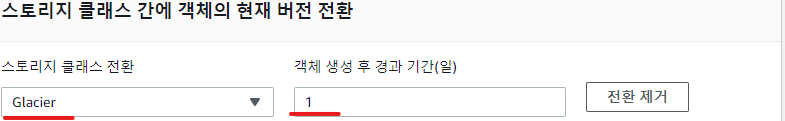 스토리지 클래스 간에 객체의 현재 버전 전환
스토리지 클래스 전환
객체 생성 후 경과 기간(일)
Glacier
1
전환 제거